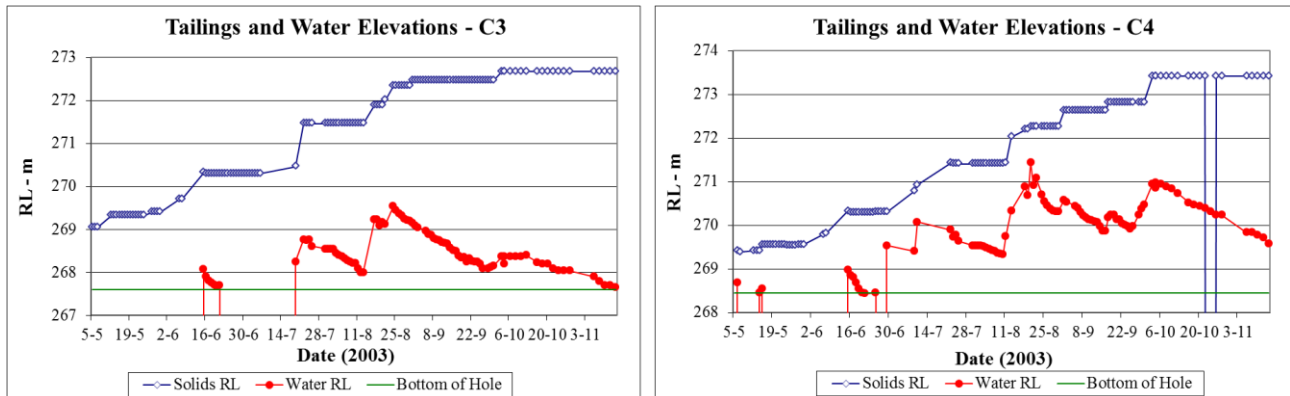 Tailings and Water Elevations - C3
RL - m
273
272
271
270
269
268
267
5-5 19-5 2-6 16-6 30-6 14-7 28-7 11-8 25-8 8-9 22-9 6-10 20-10 3-11
Date (2003)
Solids RL Water RL Bottom of Hole
Tailings and Water Elevations - C4
RL - m
274
273
272
271
270
269
268
5-5 19-5 2-6 16-6 30-6 14-7 28-7 11-8 25-8 8-9 22-9 6-10 20-10 3-11
Date (2003)
Solids RL Water RL Bottom of Hole